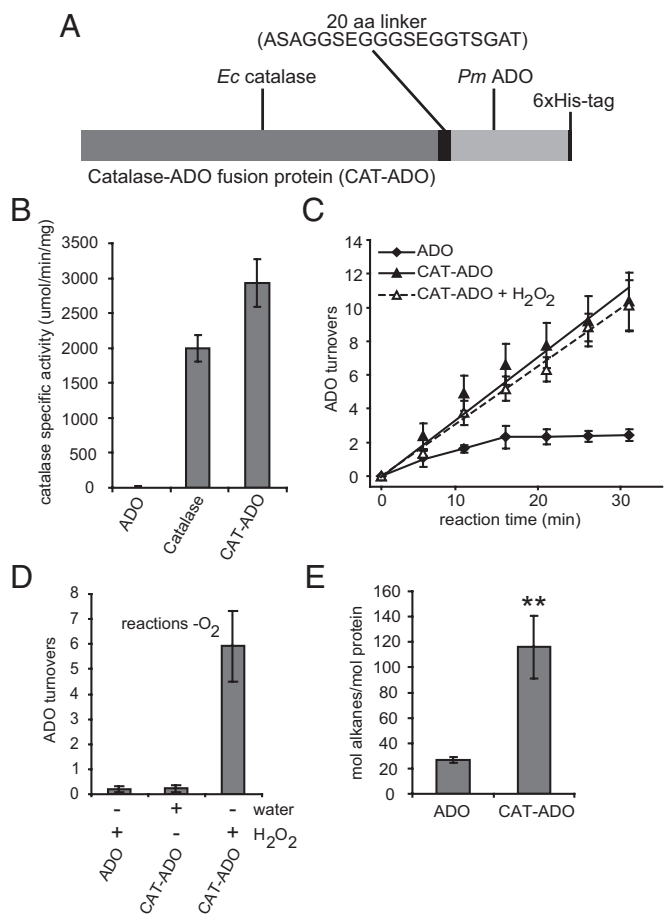 A
20 aa linker
(ASAGGSEGGGSEGGTSGAT)
Ec catalase
Pm ADO
6xHis-tag
Catalase-ADO fusion protein (CAT-ADO)
B
catalase specific activity (umol/min/mg)
3500
3000
2500
2000
1500
1000
500
0
ADO
Catalase
CAT-ADO
C
ADO turnovers
14
12
10
8
6
4
2
0
ADO
CAT-ADO
CAT-ADO + H2O2
0 10 20 30
reaction time (min)
D
ADO turnovers
8
7
6
5
4
3
2
1
0
reactions -O2
- + - water
+ - + H2O2
ADO
CAT-ADO
CAT-ADO
E
mol alkanes/mol protein
160
140
120
100
80
60
40
20
0
**
ADO CAT-ADO